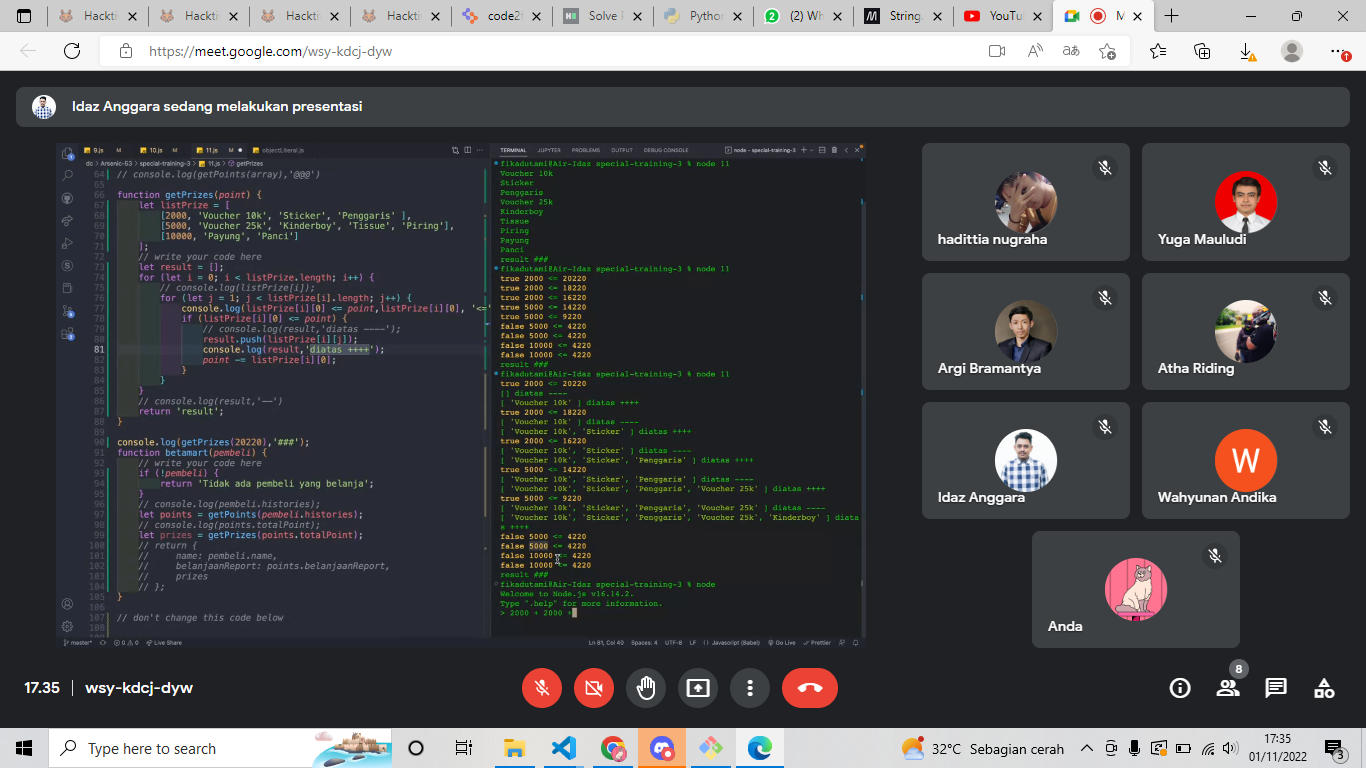 Hackti
Hackti
Hackti
Hackti
code2f
Solve
Python
(2) Wh
String.
YouTu
M
https://meet.google.com/wsy-kdcj-dyw
Idaz Anggara sedang melakukan presentasi
9.js M
10.js M
11.js M
objectLiteral.js
dc > Arsenic-53 > special-training-3 > 11.js > getPrizes
64 // console.log(getPoints(array),'@@@')
65
66 function getPrizes(point) {
67 let listPrize = [
68 [2000, 'Voucher 10k', 'Sticker', 'Penggaris' ],
69 [5000, 'Voucher 25k', 'Kinderboy', 'Tissue', 'Piring'],
70 [10000, 'Payung', 'Panci']
71 ];
72 // write your code here
73 let result = [];
74 for (let i = 0; i < listPrize.length; i++) {
75 // console.log(listPrize[i]);
76 for (let j = 1; j < listPrize[i].length; j++) {
77 console.log(listPrize[i][0] <= point,listPrize[i][0], '<='
78 if (listPrize[i][0] <= point) {
79 // console.log(result,'diatas ----');
80 result.push(listPrize[i][j]);
81 console.log(result,'diatas ++++');
82 point -= listPrize[i][0];
83 }
84 }
85 }
86 // console.log(result,'——')
87 return 'result';
88 }
89
90 console.log(getPrizes(20220),'###');
91 function betamart(pembeli) {
92 // write your code here
93 if (!pembeli) {
94 return 'Tidak ada pembeli yang belanja';
95 }
96 // console.log(pembeli.histories);
97 let points = getPoints(pembeli.histories);
98 // console.log(points.totalPoint);
99 let prizes = getPrizes(points.totalPoint);
100 // return {
101 // name: pembeli.name,
102 // belanjaanReport: points.belanjaanReport,
103 // prizes
104 // };
105 }
106
107 // don't change this code below
108
master*
0 0
Live Share
TERMINAL JUPYTER PROBLEMS OUTPUT DEBUG CONSOLE
node - special-training-3
fikadutami@Air-Idaz special-training-3 % node 11
Voucher 10k
Sticker
Penggaris
Voucher 25k
Kinderboy
Tissue
Piring
Payung
Panci
result ###
fikadutami@Air-Idaz special-training-3 % node 11
true 2000 <= 20220
true 2000 <= 18220
true 2000 <= 16220
true 5000 <= 14220
true 5000 <= 9220
false 5000 <= 4220
false 5000 <= 4220
false 10000 <= 4220
false 10000 <= 4220
result ###
fikadutami@Air-Idaz special-training-3 % node 11
true 2000 <= 20220
[] diatas ----
[ 'Voucher 10k' ] diatas ++++
true 2000 <= 18220
[ 'Voucher 10k' ] diatas ----
[ 'Voucher 10k', 'Sticker' ] diatas ++++
true 2000 <= 16220
[ 'Voucher 10k', 'Sticker' ] diatas ----
[ 'Voucher 10k', 'Sticker', 'Penggaris' ] diatas ++++
true 5000 <= 14220
[ 'Voucher 10k', 'Sticker', 'Penggaris' ] diatas ----
[ 'Voucher 10k', 'Sticker', 'Penggaris', 'Voucher 25k' ] diatas ++++
true 5000 <= 9220
[ 'Voucher 10k', 'Sticker', 'Penggaris', 'Voucher 25k' ] diatas ----
[ 'Voucher 10k', 'Sticker', 'Penggaris', 'Voucher 25k', 'Kinderboy' ] diata
s ++++
false 5000 <= 4220
false 5000 <= 4220
false 10000 <= 4220
false 10000 <= 4220
result ###
fikadutami@Air-Idaz special-training-3 % node
Welcome to Node.js v16.14.2.
Type ".help" for more information.
> 2000 + 2000 +
Ln 81, Col 40 Spaces: 4 UTF-8 LF Javascript (Babel) Go Live Prettier
hadittia nugraha
Yuga Mauludi
Argi Bramantya
Atha Riding
Idaz Anggara
W
Wahyunan Andika
Anda
17.35 | wsy-kdcj-dyw
8
Type here to search
32°C Sebagian cerah
17:35
01/11/2022
3